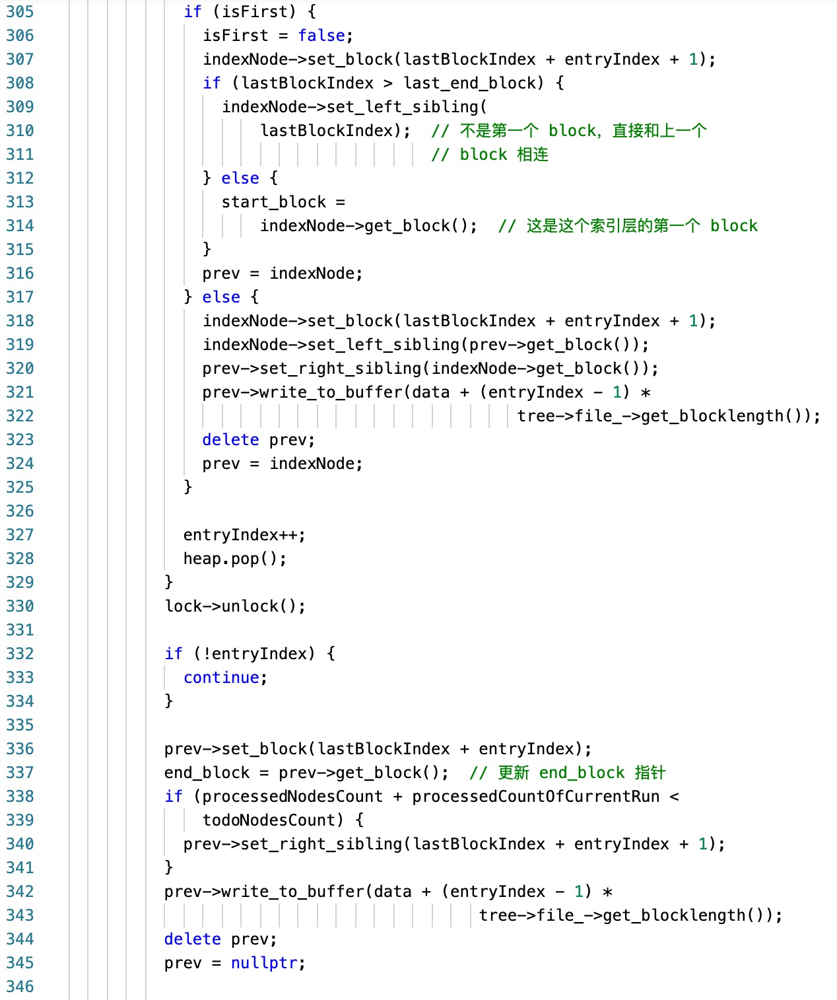 305 if (isFirst) {
306 isFirst = false;
307 indexNode->set_block(lastBlockIndex + entryIndex + 1);
308 if (lastBlockIndex > last_end_block) {
309 indexNode->set_left_sibling(
310 lastBlockIndex); // 不是第一个 block，直接和上一个
311 // block 相连
312 } else {
313 start_block =
314 indexNode->get_block(); // 这是这个索引层的第一个 block
315 }
316 prev = indexNode;
317 } else {
318 indexNode->set_block(lastBlockIndex + entryIndex + 1);
319 indexNode->set_left_sibling(prev->get_block());
320 prev->set_right_sibling(indexNode->get_block());
321 prev->write_to_buffer(data + (entryIndex - 1) *
322 tree->file_->get_blocklength());
323 delete prev;
324 prev = indexNode;
325 }
326
327 entryIndex++;
328 heap.pop();
329 }
330 lock->unlock();
331
332 if (!entryIndex) {
333 continue;
334 }
335
336 prev->set_block(lastBlockIndex + entryIndex);
337 end_block = prev->get_block(); // 更新 end_block 指针
338 if (processedNodesCount + processedCountOfCurrentRun <
339 todoNodesCount) {
340 prev->set_right_sibling(lastBlockIndex + entryIndex + 1);
341 }
342 prev->write_to_buffer(data + (entryIndex - 1) *
343 tree->file_->get_blocklength());
344 delete prev;
345 prev = nullptr;
346